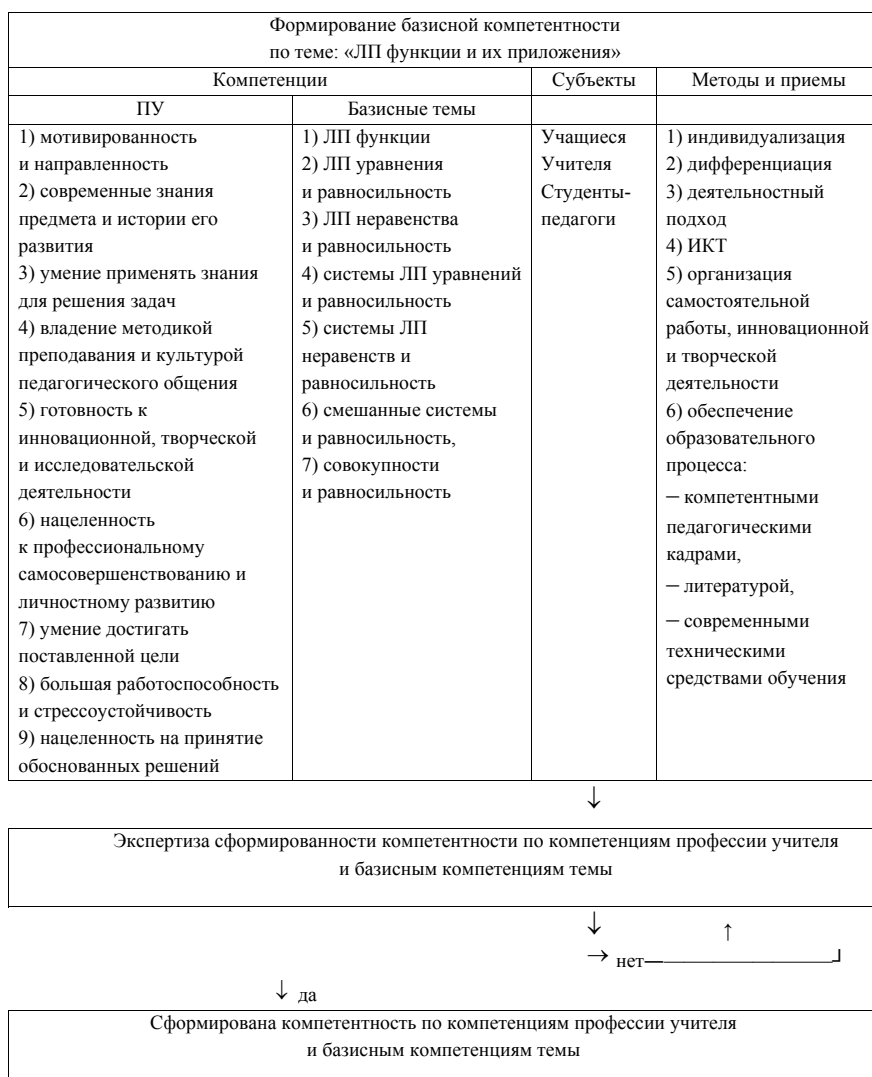 Формирование базисной компетентности
по теме: «ЛП функции и их приложения»
Компетенции
Субъекты
Методы и приемы
ПУ
Базисные темы
1) мотивированность
и направленность
2) современные знания
предмета и истории его
развития
3) умение применять знания
для решения задач
4) владение методикой
преподавания и культурой
педагогического общения
5) готовность к
инновационной, творческой
и исследовательской
деятельности
6) нацеленность
к профессиональному
самосовершенствованию и
личностному развитию
7) умение достигать
поставленной цели
8) большая работоспособность
и стрессоустойчивость
9) нацеленность на принятие
обоснованных решений
1) ЛП функции
2) ЛП уравнения
и равносильность
3) ЛП неравенства
и равносильность
4) системы ЛП уравнений
и равносильность
5) системы ЛП
неравенств и
равносильность
6) смешанные системы
и равносильность,
7) совокупности
и равносильность
Учащиеся
Учителя
Студенты-
педагоги
1) индивидуализация
2) дифференциация
3) деятельностный
подход
4) ИКТ
5) организация
самостоятельной
работы, инновационной
и творческой
деятельности
6) обеспечение
образовательного
процесса:
— компетентными
педагогическими
кадрами,
— литературой,
— современными
техническими
средствами обучения
↓
Экспертиза сформированности компетентности по компетенциям профессии учителя
и базисным компетенциям темы
↓ ↑
→ нет
↓ да
Сформирована компетентность по компетенциям профессии учителя
и базисным компетенциям темы